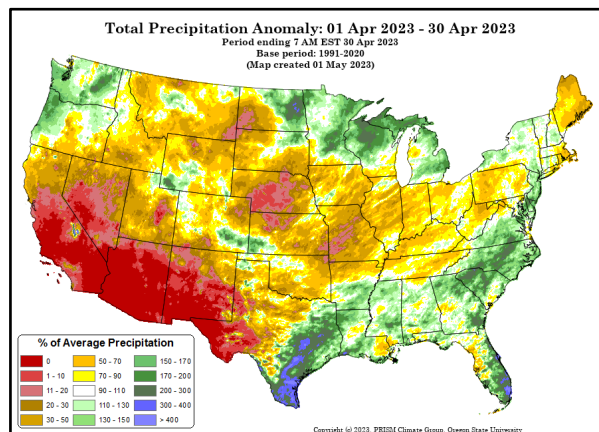 Total Precipitation Anomaly: 01 Apr 2023 - 30 Apr 2023
Period ending 7 AM EST 30 Apr 2023
Base period: 1991-2020
(Map created 01 May 2023)
% of Average Precipitation
0
1 - 10
11 - 20
20 - 30
30 - 50
50 - 70
70 - 90
90 - 110
110 - 130
130 - 150
150 - 170
170 - 200
200 - 300
300 - 400
> 400
Copyright (c) 2023, PRISM Climate Group, Oregon State University